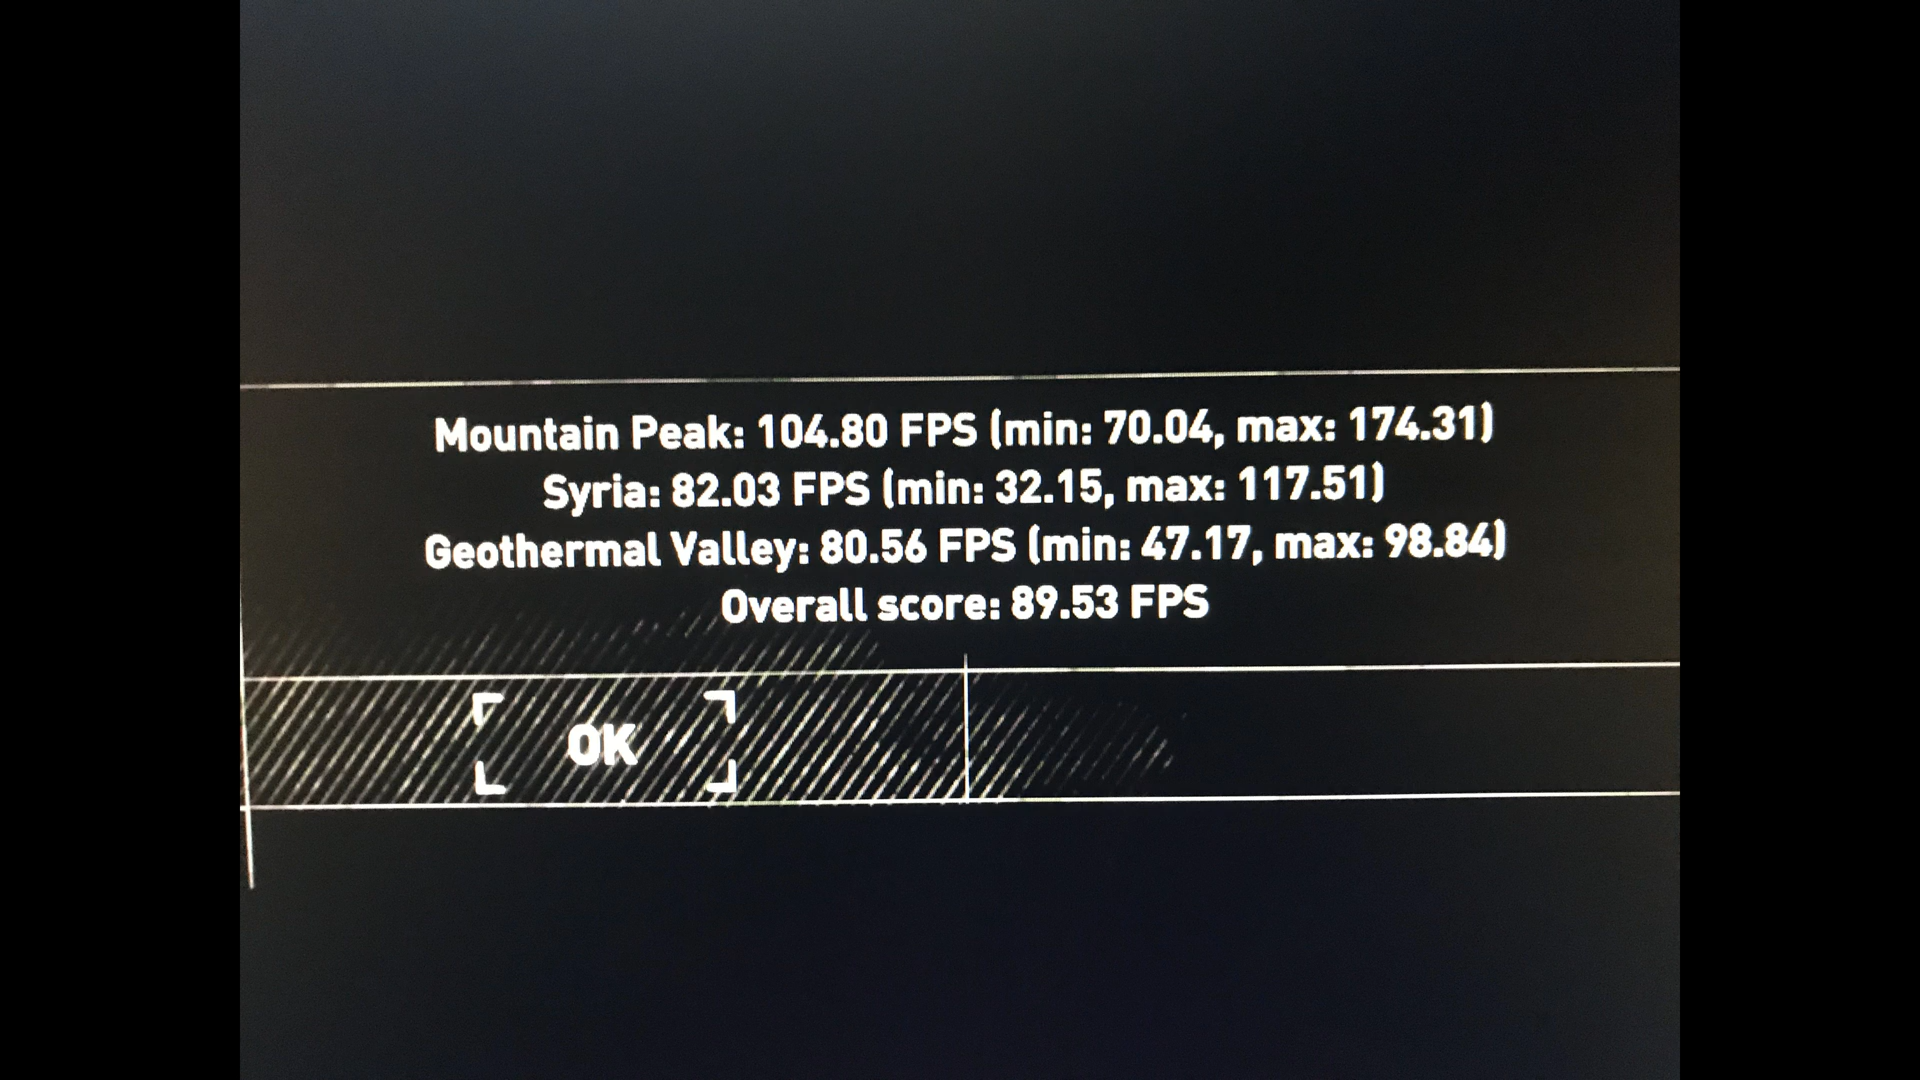 Mountain Peak: 104.80 FPS (min: 70.04, max: 174.31)
Syria: 82.03 FPS (min: 32.15, max: 117.51)
Geothermal Valley: 80.56 FPS (min: 47.17, max: 98.84)
Overall score: 89.53 FPS
OK